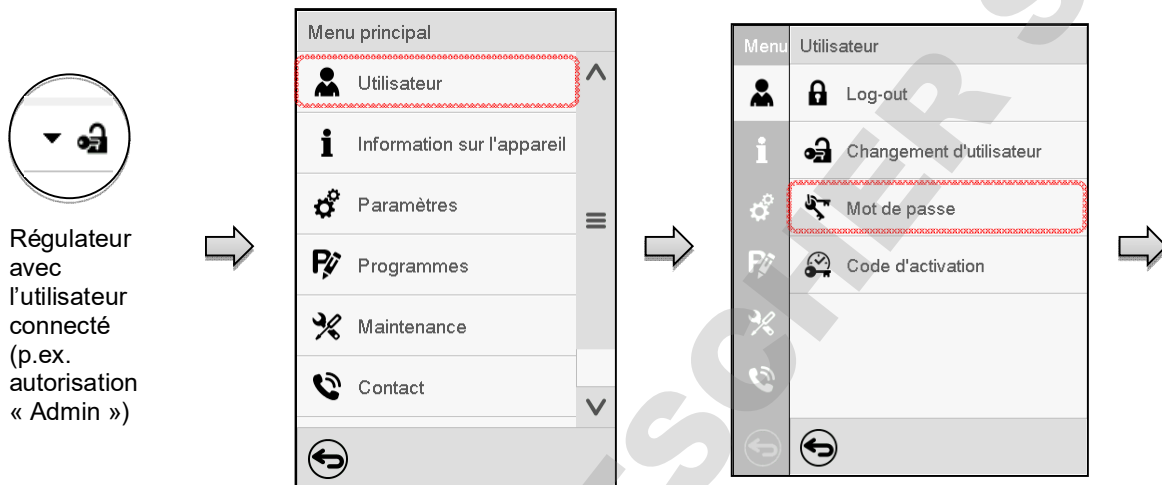 Régulateur
avec
l’utilisateur
connecté
(p.ex.
autorisation
« Admin »)
Menu principal
Utilisateur
Information sur l'appareil
Paramètres
Programmes
Maintenance
Contact
Menu
Utilisateur
Log-out
Changement d'utilisateur
Mot de passe
Code d'activation